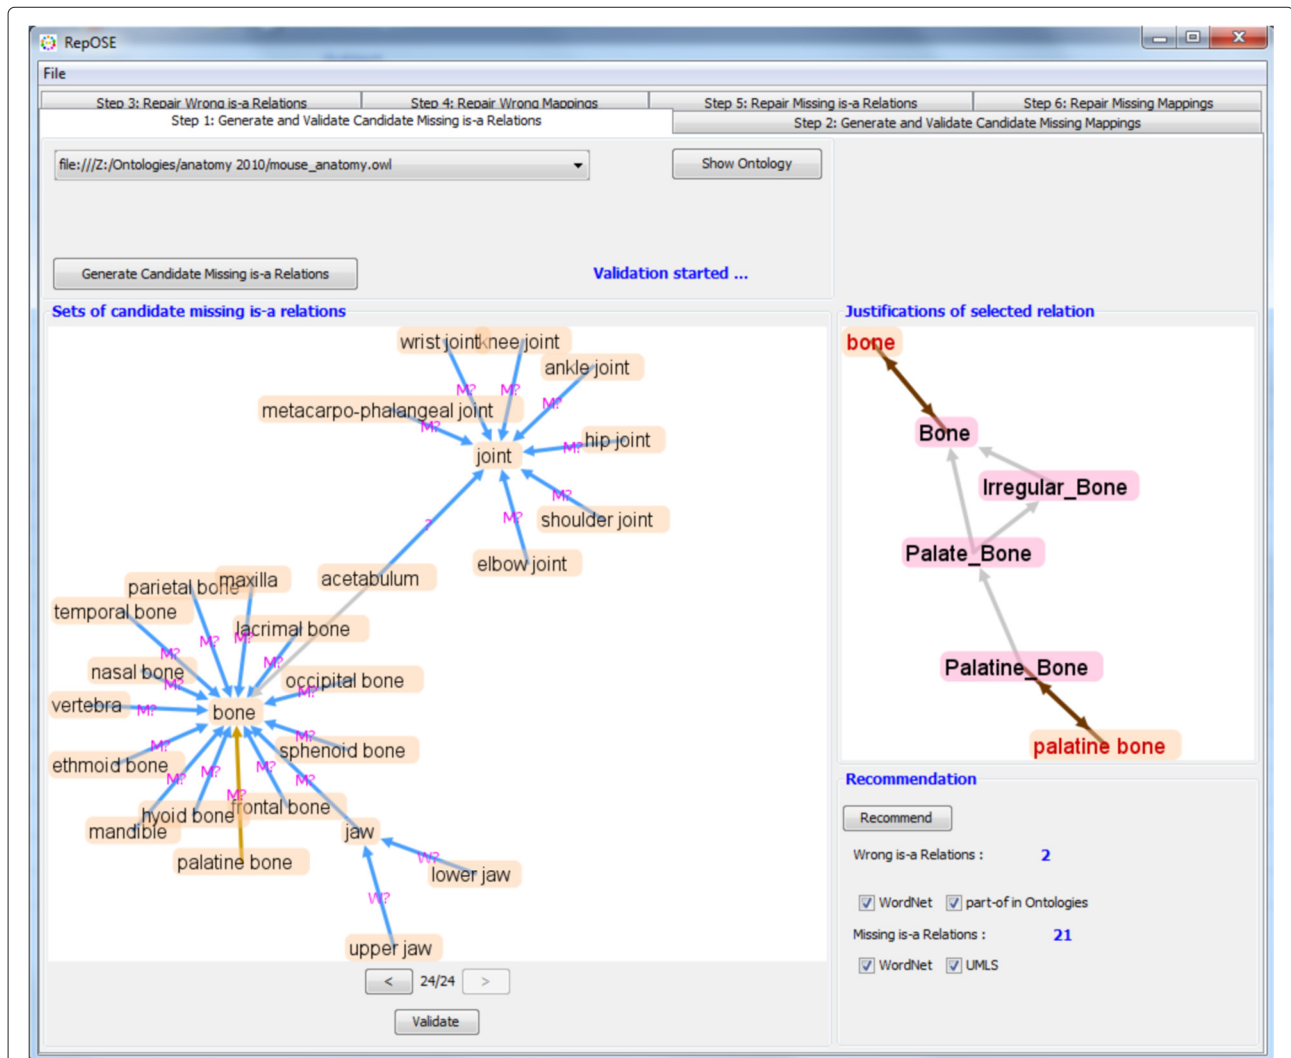 RepOSE
File
Step 3: Repair Wrong is-a Relations
Step 4: Repair Wrong Mappings
Step 5: Repair Missing is-a Relations
Step 6: Repair Missing Mappings
Step 1: Generate and Validate Candidate Missing is-a Relations
Step 2: Generate and Validate Candidate Missing Mappings
file:///Z:/Ontologies/anatomy 2010/mouse_anatomy.owl
Show Ontology
Generate Candidate Missing is-a Relations
Validation started ...
Sets of candidate missing is-a relations
wrist joint
knee joint
ankle joint
M?
M?
M?
metacarpo-phalangeal joint
M?
hip joint
M?
joint
M?
shoulder joint
M?
elbow joint
?
acetabulum
maxilla
parietal bone
temporal bone
lacrimal bone
M?
M?
M?
M?
nasal bone
M?
occipital bone
M?
vertebra
M?
bone
M?
sphenoid bone
ethmoid bone
M?
M?
M?
M?
M?
M?
frontal bone
hyoid bone
mandible
jaw
palatine bone
W?
lower jaw
W?
upper jaw
<
24/24
>
Validate
Justifications of selected relation
bone
Bone
Irregular_Bone
Palate_Bone
Palatine_Bone
palatine bone
Recommendation
Recommend
Wrong is-a Relations :
2
WordNet
part-of in Ontologies
Missing is-a Relations :
21
WordNet
UMLS